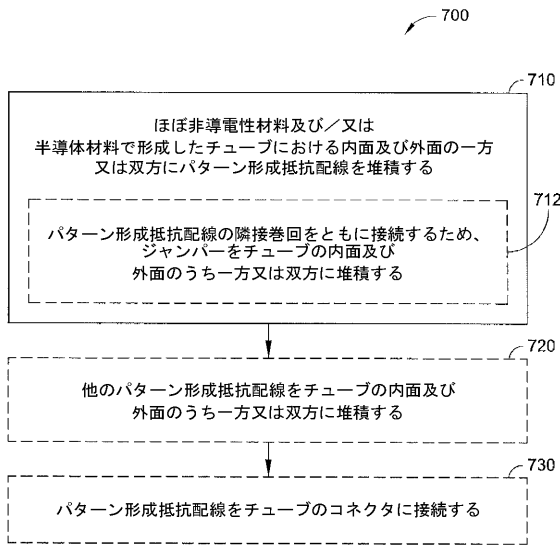 700
710
ほぼ非導電性材料及び／又は
半導体材料で形成したチューブにおける内面及び外面の一方
又は双方にパターン形成抵抗配線を堆積する
712
パターン形成抵抗配線の隣接巻回をともに接続するため、
ジャンパーをチューブの内面及び
外面のうち一方又は双方に堆積する
720
他のパターン形成抵抗配線をチューブの内面及び
外面のうち一方又は双方に堆積する
730
パターン形成抵抗配線をチューブのコネクタに接続する